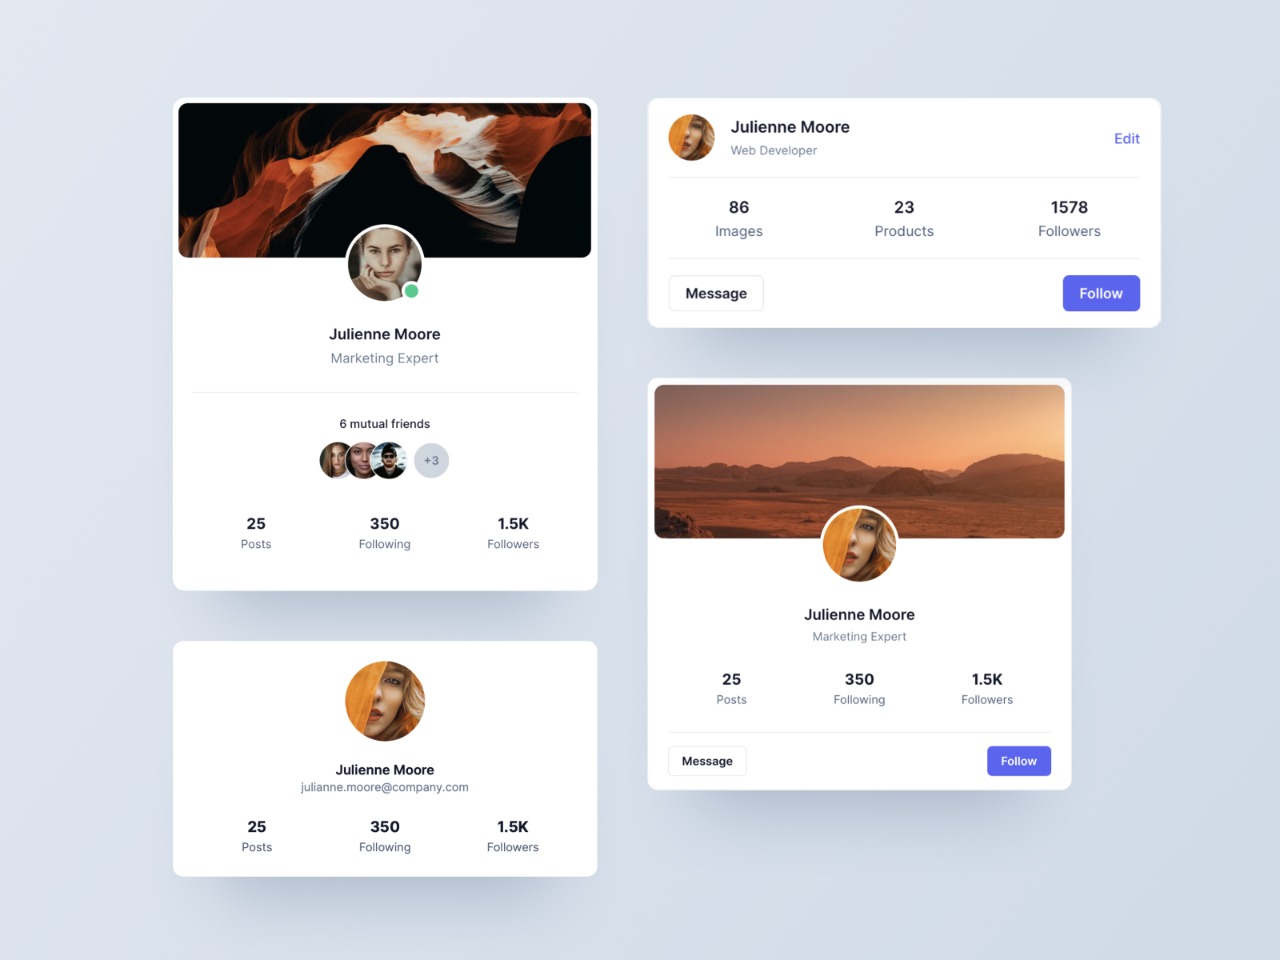 Julienne Moore
Marketing Expert
6 mutual friends
+3
25 350 1.5K
Posts Following Followers
Julienne Moore
julianne.moore@company.com
25 350 1.5K
Posts Following Followers
Julienne Moore
Web Developer
Edit
86 23 1578
Images Products Followers
Message Follow
Julienne Moore
Marketing Expert
25 350 1.5K
Posts Following Followers
Message Follow